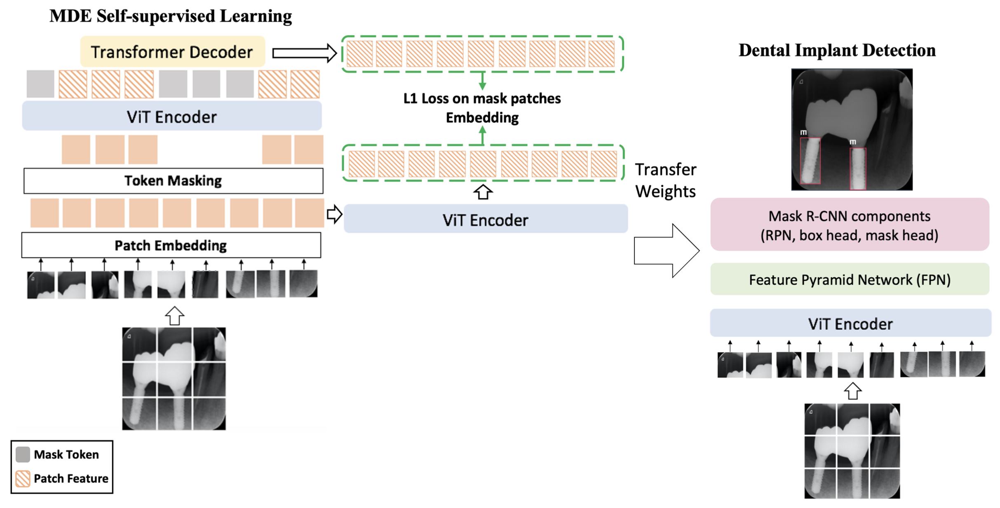 MDE Self-supervised Learning
Transformer Decoder
ViT Encoder
Token Masking
Patch Embedding
L1 Loss on mask patches
Embedding
ViT Encoder
Transfer
Weights
Dental Implant Detection
m
m
Mask R-CNN components
(RPN, box head, mask head)
Feature Pyramid Network (FPN)
ViT Encoder
Mask Token
Patch Feature